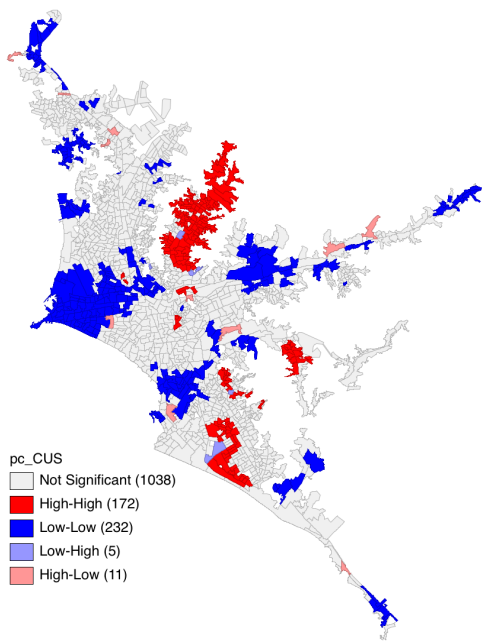 pc_CUS
Not Significant (1038)
High-High (172)
Low-Low (232)
Low-High (5)
High-Low (11)